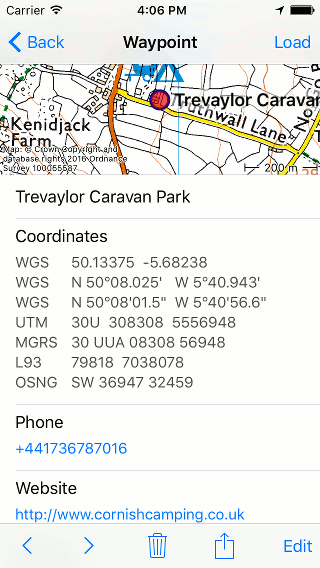 Carrier 4:06 PM
Back Waypoint Load
Trevaylor Caravan
Kenidjack
Farm
thwall Lane
No
Map: © Crown Copyright and
database rights 2016 Ordnance
Survey 100055587
200 m
Trevaylor Caravan Park
Coordinates
WGS 50.13375 -5.68238
WGS N 50°08.025' W 5°40.943'
WGS N 50°08'01.5" W 5°40'56.6"
UTM 30U 308308 5556948
MGRS 30 UUA 08308 56948
L93 79818 7038078
OSNG SW 36947 32459
Phone
+441736787016
Website
http://www.cornishcamping.co.uk
Edit